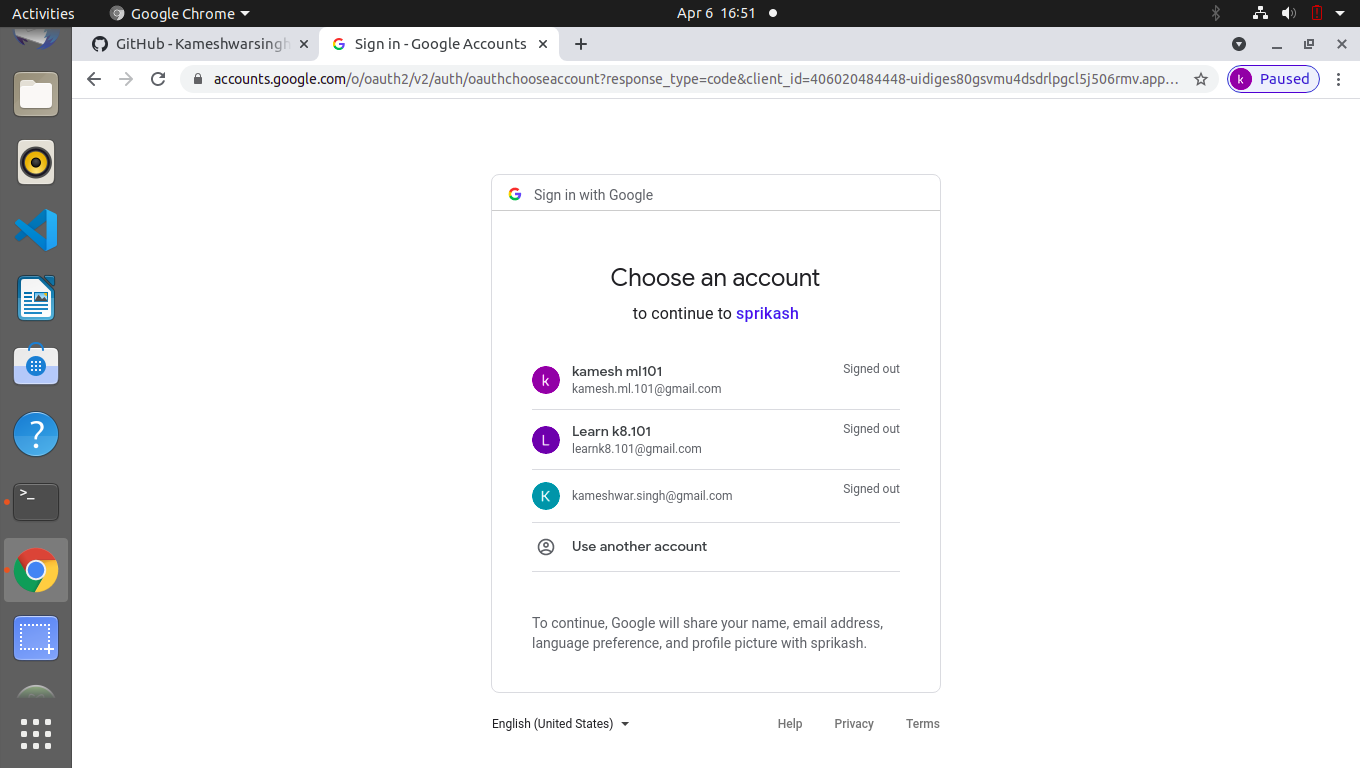 Activities Google Chrome Apr 6 16:51
GitHub - Kameshwarsingh Sign in - Google Accounts
accounts.google.com/o/oauth2/v2/auth/oauthchooseaccount?response_type=code&client_id=406020484448-uidiges80gsvmu4dsdrlpgcl5j506rmv.app... k Paused
Sign in with Google
Choose an account
to continue to sprikash
k kamesh ml101 Signed out
kamesh.ml.101@gmail.com
L Learn k8.101 Signed out
learnk8.101@gmail.com
K kameshwar.singh@gmail.com Signed out
Use another account
To continue, Google will share your name, email address,
language preference, and profile picture with sprikash.
English (United States) Help Privacy Terms